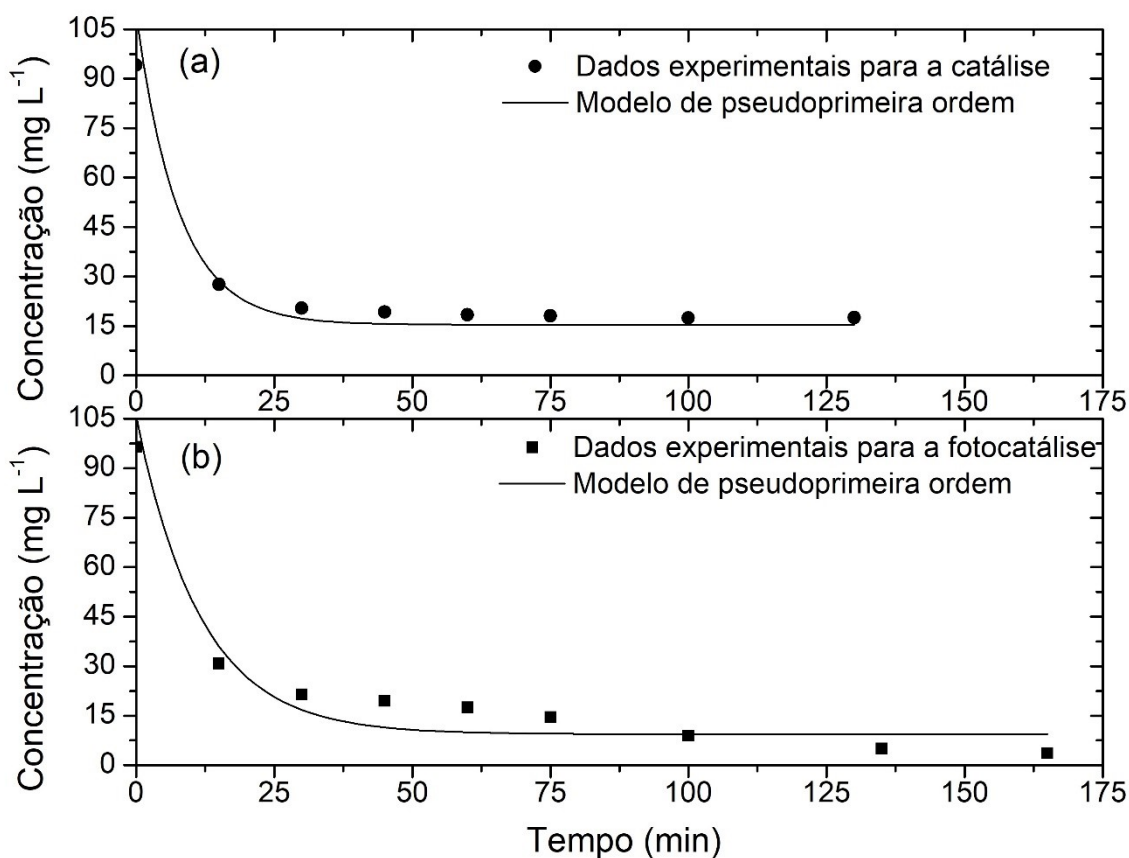 (a)
Dados experimentais para a catálise
Modelo de pseudoprimeira ordem
Concentração (mg L⁻¹)
105
90
75
60
45
30
15
0
0 25 50 75 100 125 150 175
(b)
Dados experimentais para a fotocatálise
Modelo de pseudoprimeira ordem
Concentração (mg L⁻¹)
105
90
75
60
45
30
15
0
0 25 50 75 100 125 150 175
Tempo (min)